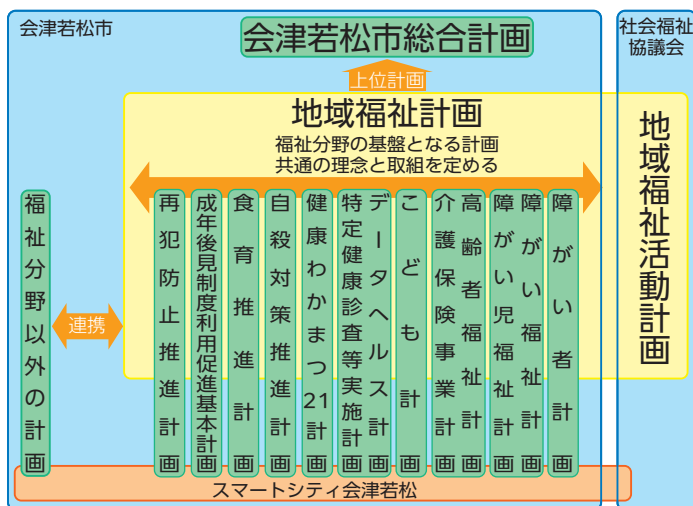 会津若松市
会津若松市総合計画
社会福祉
協議会
上位計画
地域福祉計画
福祉分野の基盤となる計画
共通の理念と取組を定める
地域福祉活動計画
福祉分野以外の計画
連携
再犯防止推進計画
成年後見制度利用促進基本計画
食育推進計画
自殺対策推進計画
健康わかまつ21計画
特定健康診査等実施計画
データヘルス計画
こども計画
介護保険事業計画
高齢者福祉計画
障がい児福祉計画
障がい福祉計画
障がい者計画
スマートシティ会津若松